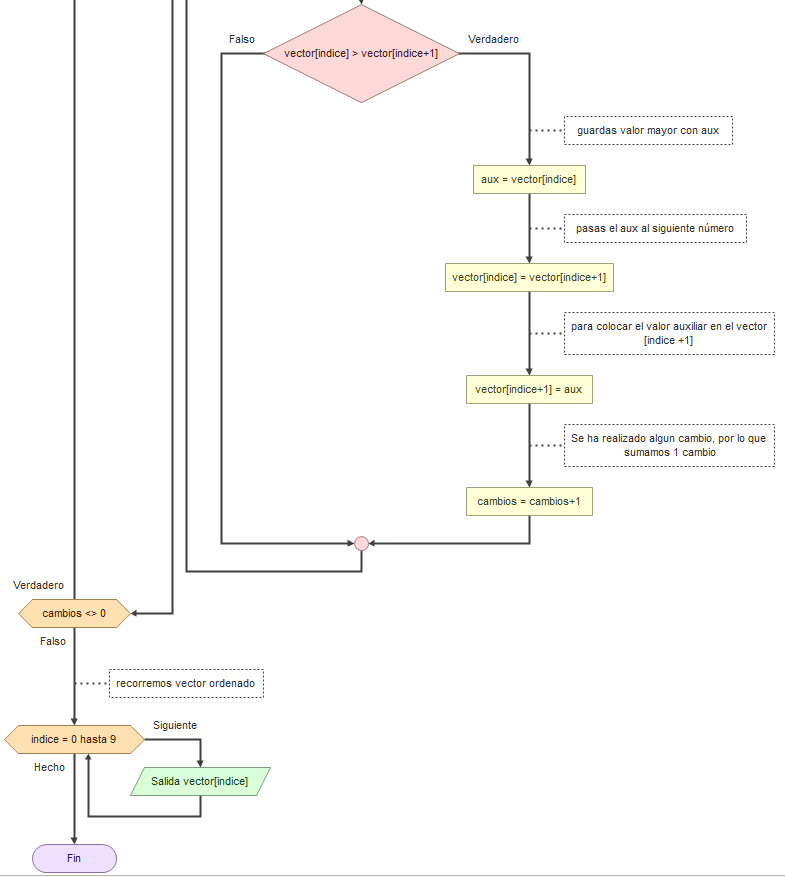 Falso
vector[indice] > vector[indice+1]
Verdadero
guardas valor mayor con aux
aux = vector[indice]
pasas el aux al siguiente número
vector[indice] = vector[indice+1]
para colocar el valor auxiliar en el vector
[indice +1]
vector[indice+1] = aux
Se ha realizado algun cambio, por lo que
sumamos 1 cambio
cambios = cambios+1
Verdadero
cambios <> 0
Falso
recorremos vector ordenado
Siguiente
indice = 0 hasta 9
Hecho
Salida vector[indice]
Fin